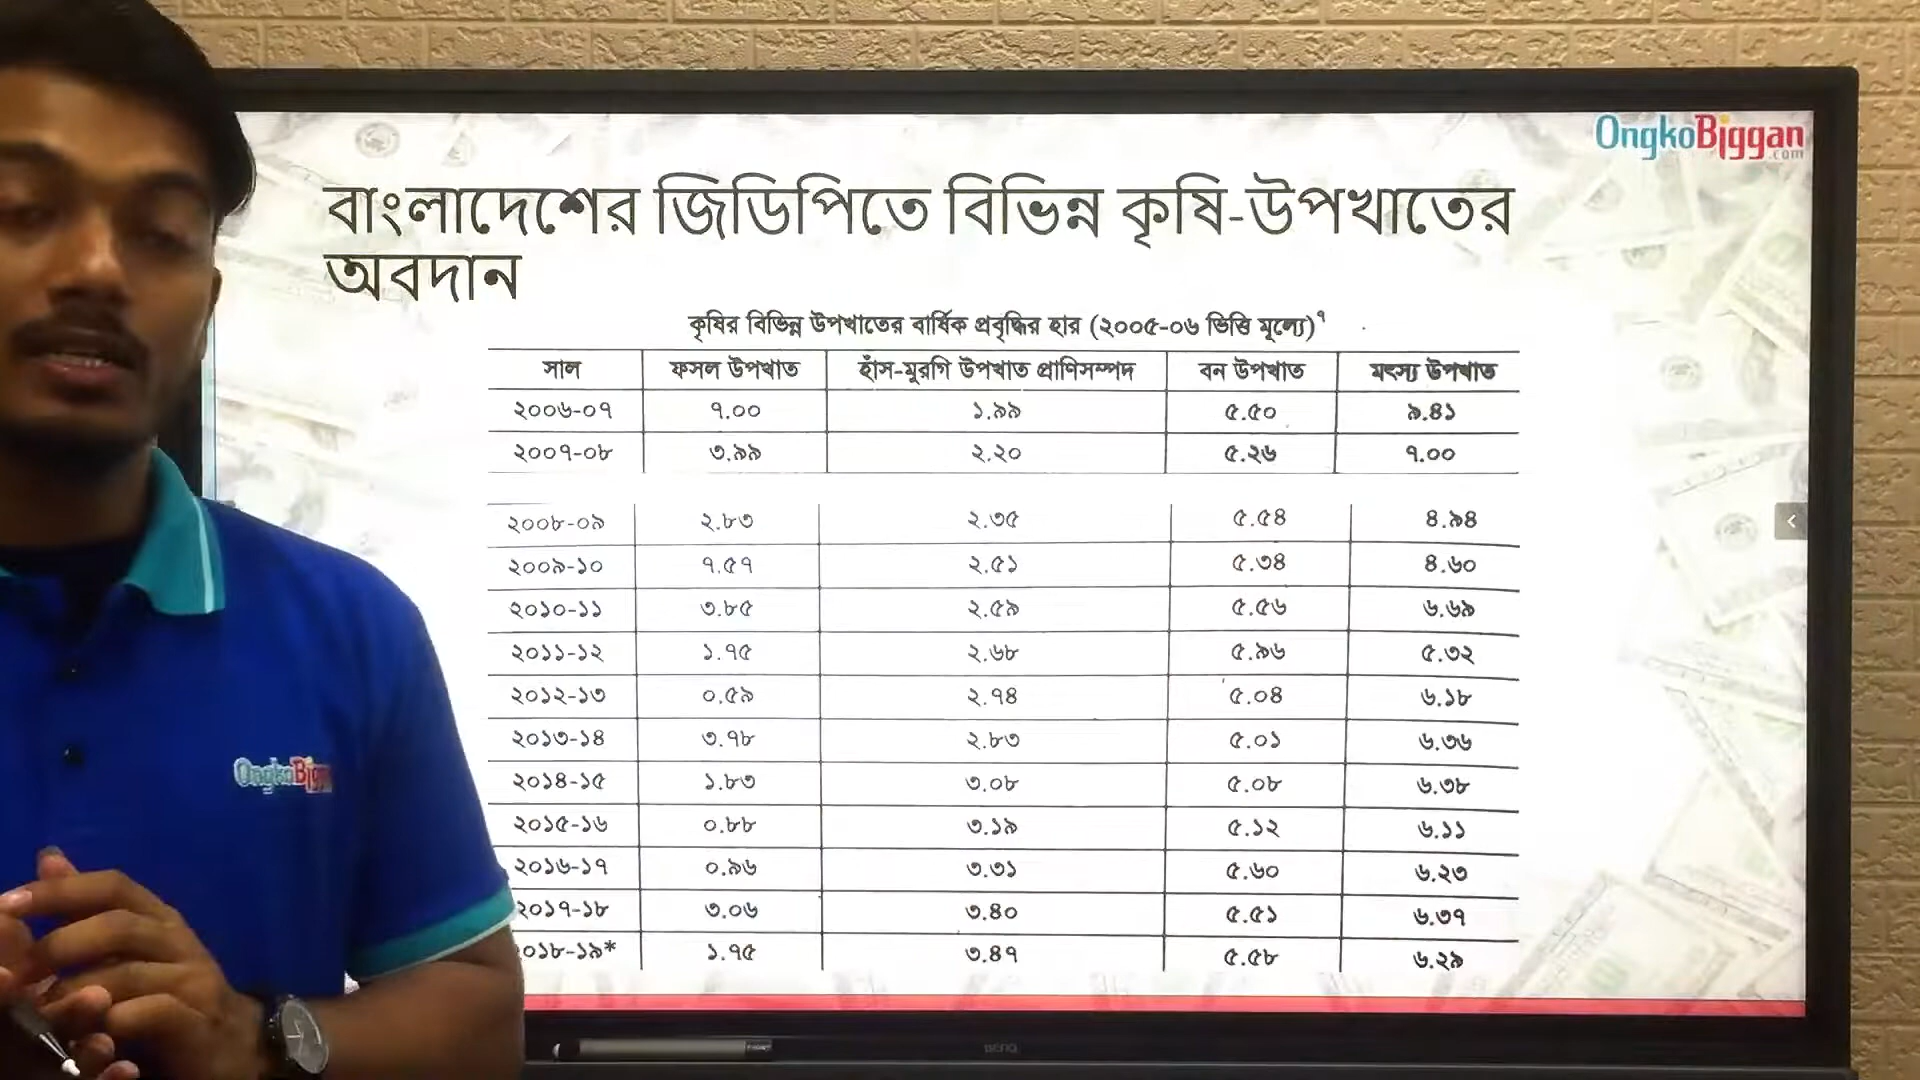 OngkoBiggan
.com
বাংলাদেশের জিডিপিতে বিভিন্ন কৃষি-উপখাতের
অবদান
কৃষির বিভিন্ন উপখাতের বার্ষিক প্রবৃদ্ধির হার (২০০৫-০৬ ভিত্তি মূল্যে)৭
সাল ফসল উপখাত হাঁস-মুরগি উপখাত প্রাণিসম্পদ বন উপখাত মৎস্য উপখাত
২০০৬-০৭ ৭.০০ ১.৯৯ ৫.৫০ ৯.৪১
২০০৭-০৮ ৩.৯৯ ২.২০ ৫.২৬ ৭.০০
২০০৮-০৯ ২.৮৩ ২.৩৫ ৫.৫৪ ৪.৯৪
২০০৯-১০ ৭.৫৭ ২.৫১ ৫.৩৪ ৪.৬০
২০১০-১১ ৩.৮৫ ২.৫৯ ৫.৫৬ ৬.৬৯
২০১১-১২ ১.৭৫ ২.৬৮ ৫.৯৬ ৫.৩২
২০১২-১৩ ০.৫৯ ২.৭৪ ৫.০৪ ৬.১৮
২০১৩-১৪ ৩.৭৮ ২.৮৩ ৫.০১ ৬.৩৬
২০১৪-১৫ ১.৮৩ ৩.০৮ ৫.০৮ ৬.৩৮
২০১৫-১৬ ০.৮৮ ৩.১৯ ৫.১২ ৬.১১
২০১৬-১৭ ০.৯৬ ৩.৩১ ৫.৬০ ৬.২৩
২০১৭-১৮ ৩.০৬ ৩.৪০ ৫.৫১ ৬.৩৭
০১৮-১৯* ১.৭৫ ৩.৪৭ ৫.৫৮ ৬.২৯
BENQ